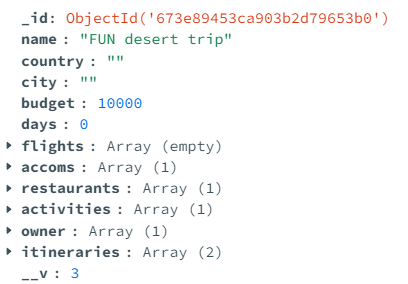 _id: ObjectId('673e89453ca903b2d79653b0')
name : "FUN desert trip"
country : ""
city : ""
budget : 10000
days : 0
flights : Array (empty)
accoms : Array (1)
restaurants : Array (1)
activities : Array (1)
owner : Array (1)
itineraries : Array (2)
__v : 3